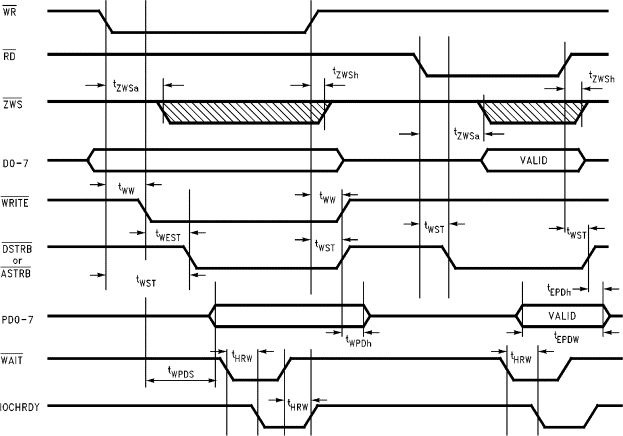 WR
RD
tZWSa
tZWSh
tZWSh
ZWS
tZWSa
D0-7
VALID
tWW
tWW
WRITE
tWEST
tWST
tWST
tWST
DSTRB
or
ASTRB
tWST
tEPDh
PD0-7
VALID
tWPDh
tEPDW
WAIT
tHRW
tHRW
tWPDS
IOCHRDY
tHRW